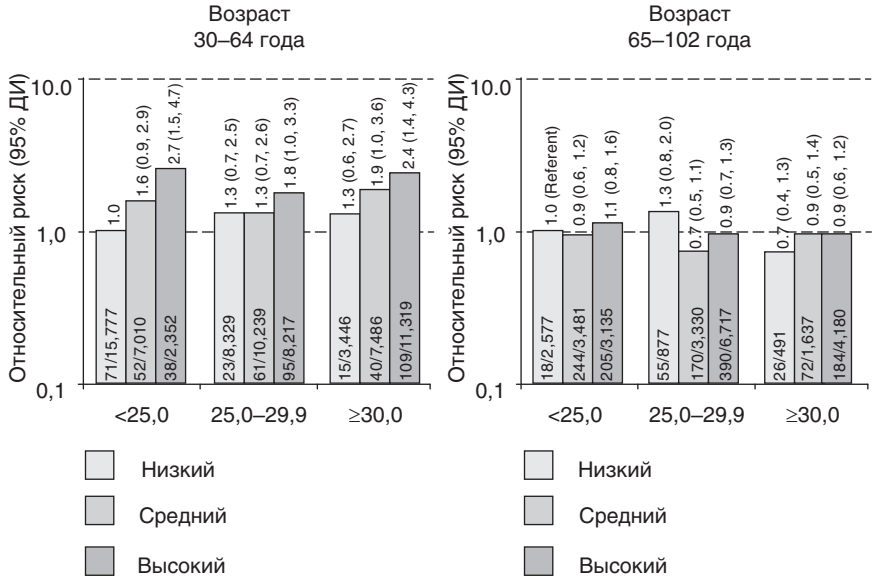 Возраст
30–64 года
Относительный риск (95% ДИ)
10.0
1,0
0,1
1.0
1.6 (0.9, 2.9)
2.7 (1.5, 4.7)
1.3 (0.7, 2.5)
1.3 (0.7, 2.6)
1.8 (1.0, 3.3)
1.3 (0.6, 2.7)
1.9 (1.0, 3.6)
2.4 (1.4, 4.3)
71/15,777
52/7,010
38/2,352
23/8,329
61/10,239
95/8,217
15/3,446
40/7,486
109/11,319
<25,0
25,0–29,9
≥30,0
Низкий
Средний
Высокий
Возраст
65–102 года
Относительный риск (95% ДИ)
10.0
1,0
0,1
1.0 (Referent)
0.9 (0.6, 1.2)
1.1 (0.8, 1.6)
1.3 (0.8, 2.0)
0.7 (0.5, 1.1)
0.9 (0.7, 1.3)
0.7 (0.4, 1.3)
0.9 (0.5, 1.4)
0.9 (0.6, 1.2)
18/2,577
244/3,481
205/3,135
55/877
170/3,330
390/6,717
26/491
72/1,637
184/4,180
<25,0
25,0–29,9
≥30,0
Низкий
Средний
Высокий